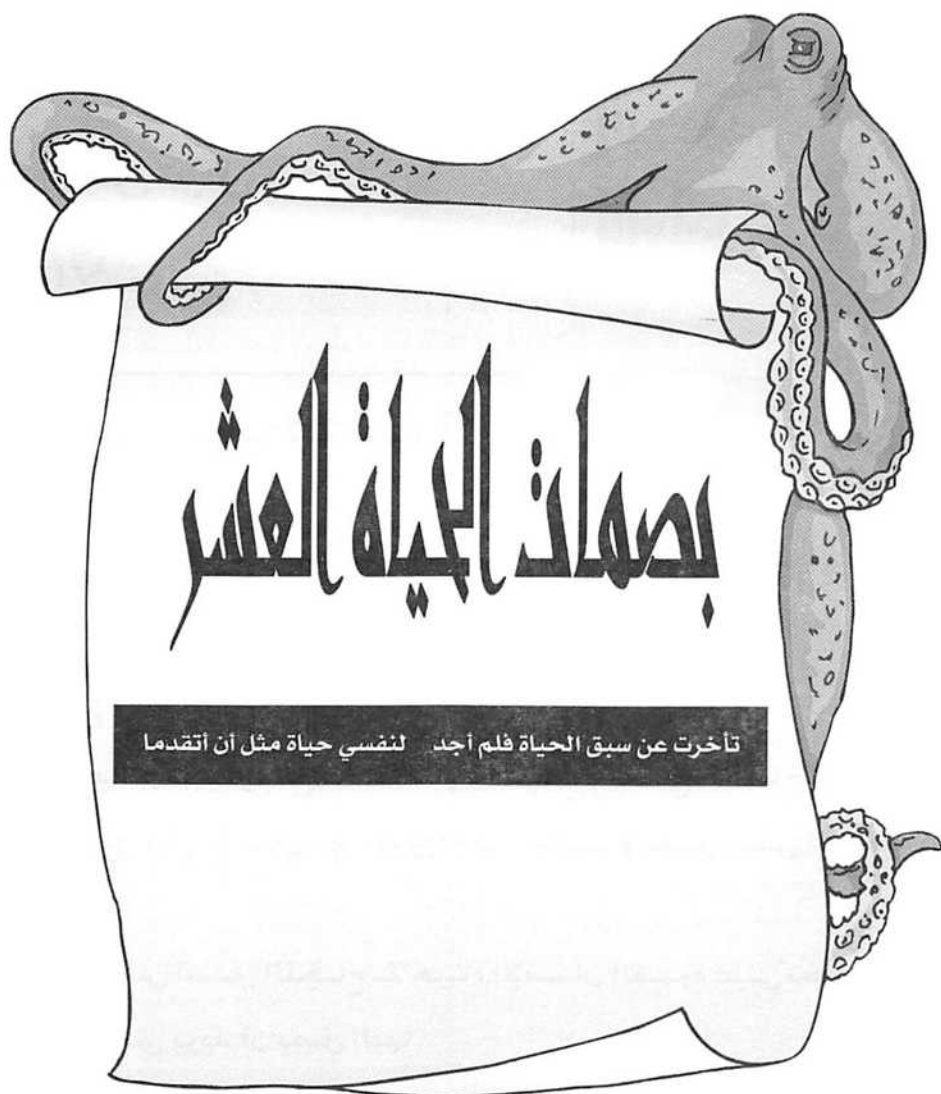 بصمات الحياة العشر
تأخرت عن سبق الحياة فلم أجد لنفسي حياة مثل أن أتقدما